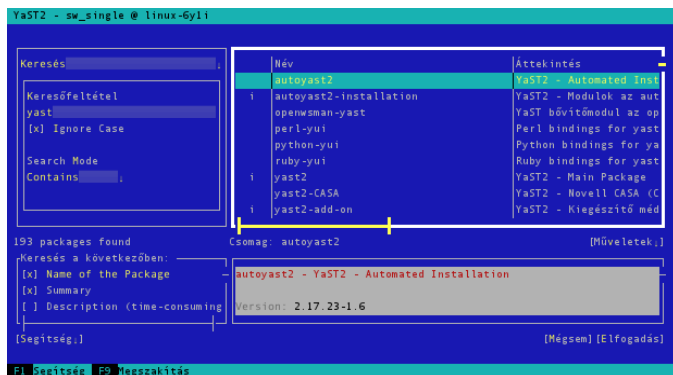 YaST2 - sw_single @ linux-6yli
Keresés
Keresőfeltétel
yast
[x] Ignore Case
Search Mode
Contains
Név Áttekintés
autoyast2 YaST2 - Automated Inst
i autoyast2-installation YaST2 - Modulok az aut
openwsman-yast YaST bővítőmodul az op
perl-yui Perl bindings for yast
python-yui Python bindings for ya
ruby-yui Ruby bindings for yast
i yast2 YaST2 - Main Package
yast2-CASA YaST2 - Novell CASA (C
i yast2-add-on YaST2 - Kiegészítő méd
193 packages found
Csomag: autoyast2 [Műveletek↓]
Keresés a következőben:
[x] Name of the Package
[x] Summary
[ ] Description (time-consuming
autoyast2 - YaST2 - Automated Installation
Version: 2.17.23-1.6
[Segítség↓] [Mégsem][Elfogadás]
F1 Segítség F9 Megszakítás